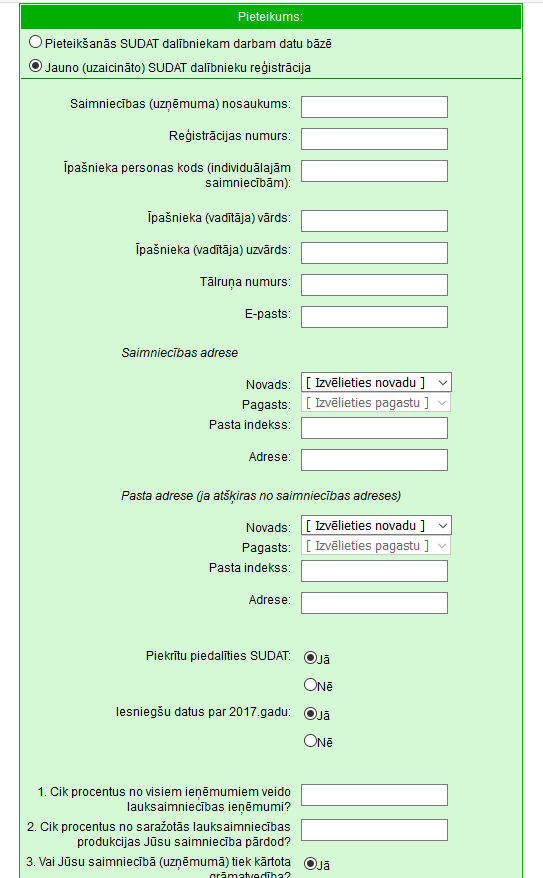 Pieteikums:
Pieteikšanās SUDAT dalībniekam darbam datu bāzē
Jauno (uzaicināto) SUDAT dalībnieku reģistrācija
Saimniecības (uzņēmuma) nosaukums:
Reģistrācijas numurs:
Īpašnieka personas kods (individuālajām
saimniecībām):
Īpašnieka (vadītāja) vārds:
Īpašnieka (vadītāja) uzvārds:
Tālruņa numurs:
E-pasts:
Saimniecības adrese
Novads: [ Izvēlieties novadu ]
Pagasts: [ Izvēlieties pagastu ]
Pasta indekss:
Adrese:
Pasta adrese (ja atšķiras no saimniecības adreses)
Novads: [ Izvēlieties novadu ]
Pagasts: [ Izvēlieties pagastu ]
Pasta indekss:
Adrese:
Piekrītu piedalīties SUDAT: Jā
Nē
Iesniegšu datus par 2017.gadu: Jā
Nē
1. Cik procentus no visiem ieņēmumiem veido
lauksaimniecības ieņēmumi?
2. Cik procentus no saražotās lauksaimniecības
produkcijas Jūsu saimniecība pārdod?
3. Vai Jūsu saimniecībā (uzņēmumā) tiek kārtota Jā
grāmatvedība?